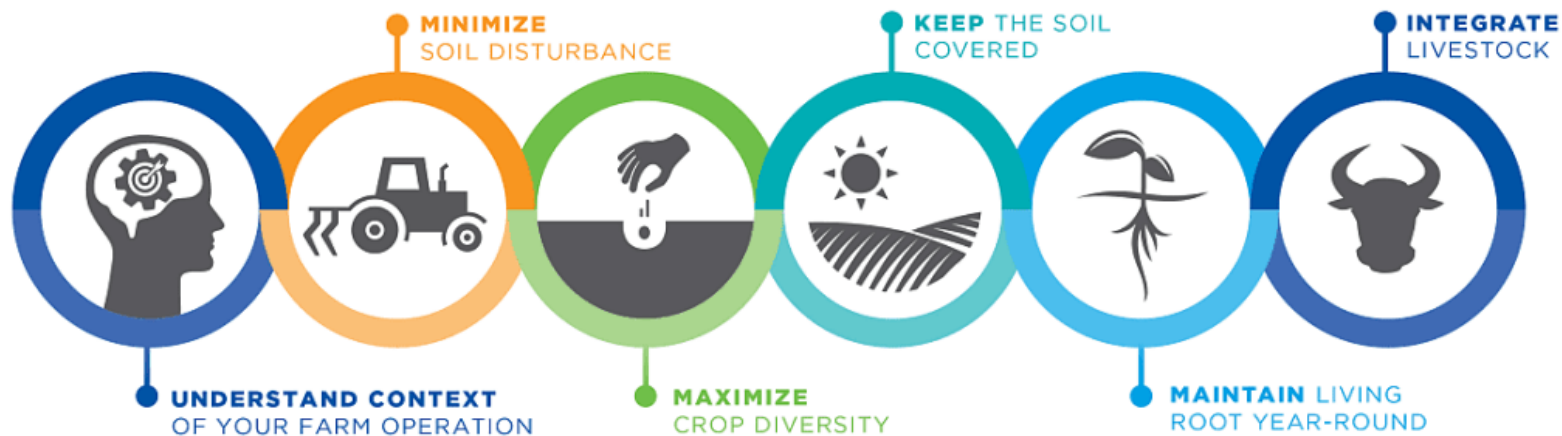 MINIMIZE
SOIL DISTURBANCE
KEEP THE SOIL
COVERED
INTEGRATE
LIVESTOCK
UNDERSTAND CONTEXT
OF YOUR FARM OPERATION
MAXIMIZE
CROP DIVERSITY
MAINTAIN LIVING
ROOT YEAR-ROUND